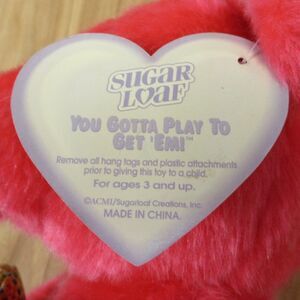 SUGAR
LOAF
YOU GOTTA PLAY TO
GET 'EM!™
Remove all hang tags and plastic attachments
prior to giving this toy to a child.
For ages 3 and up.
©ACMI/Sugarloaf Creations, Inc.
MADE IN CHINA.